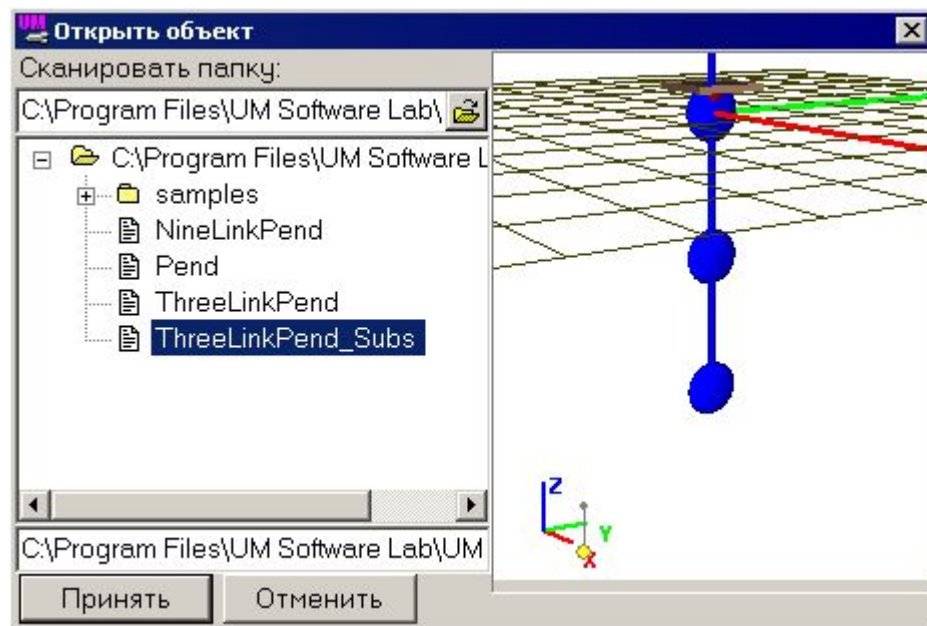 UM Открыть объект
Сканировать папку:
C:\Program Files\UM Software Lab\
C:\Program Files\UM Software L
samples
NineLinkPend
Pend
ThreeLinkPend
ThreeLinkPend_Subs
C:\Program Files\UM Software Lab\UM
Принять Отменить
Z
Y
X